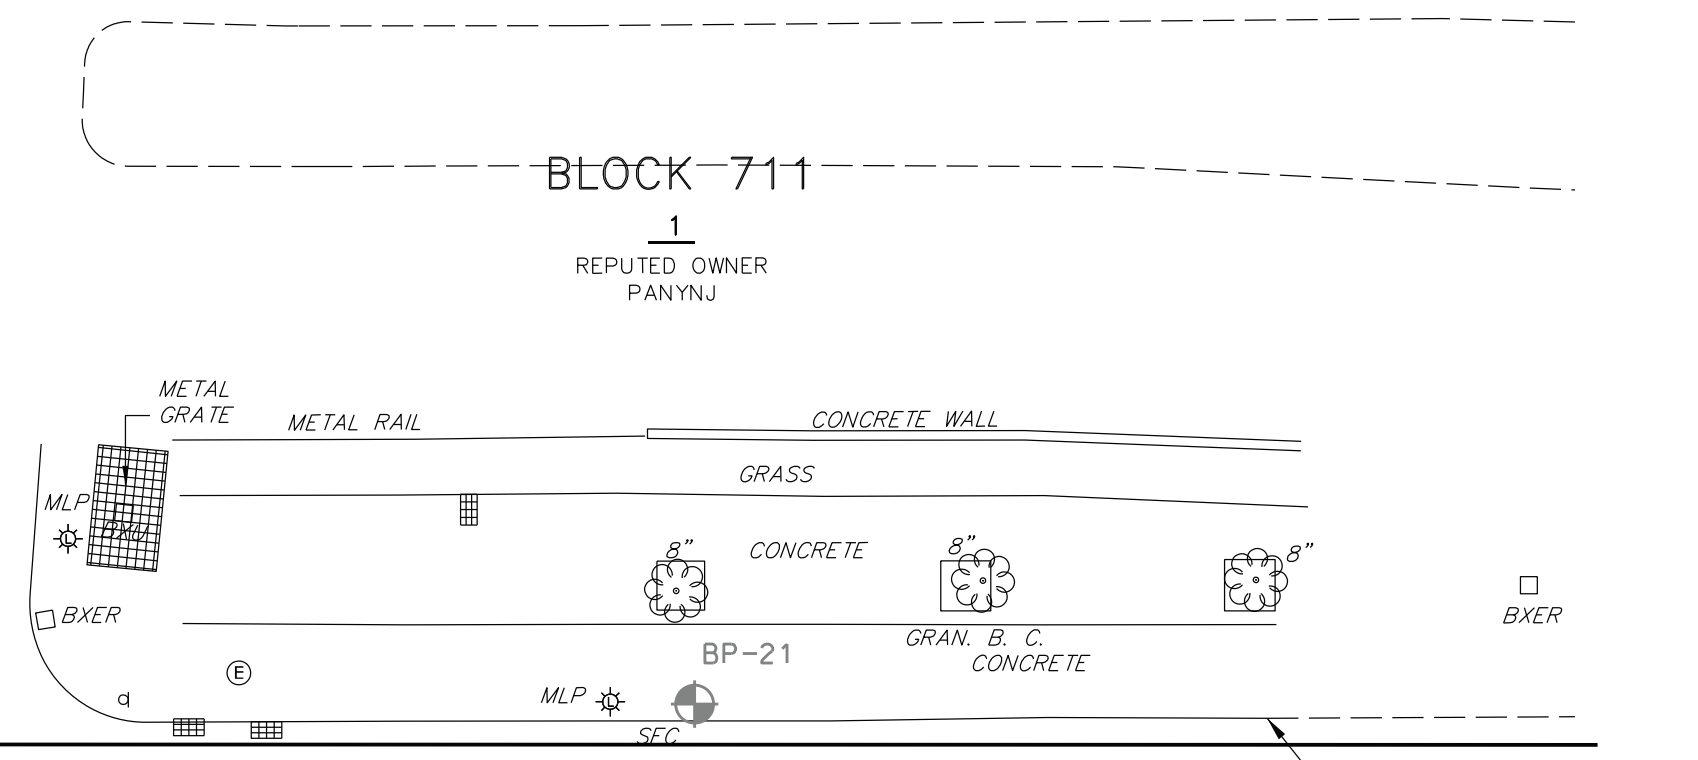 BLOCK 711
1
REPUTED OWNER
PANYNJ
METAL
GRATE
METAL RAIL
CONCRETE WALL
GRASS
MLP
L
BXU
8"
CONCRETE
8"
8"
BXER
BXER
GRAN. B. C.
CONCRETE
BP-21
E
MLP
L
SFC